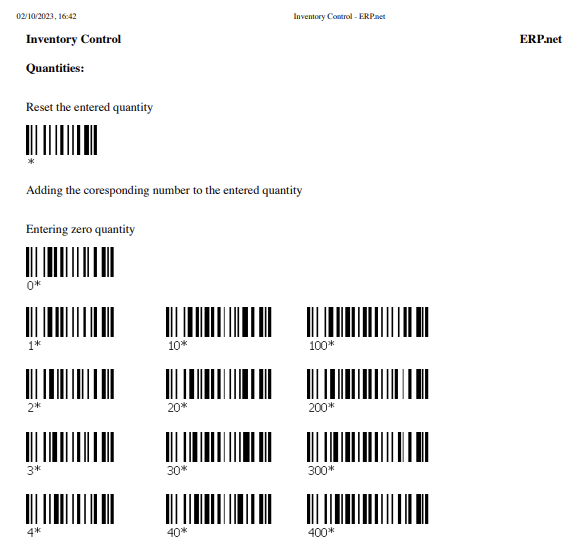 02/10/2023, 16:42 Inventory Control - ERP.net
Inventory Control ERP.net
Quantities:
Reset the entered quantity
*
Adding the coresponding number to the entered quantity
Entering zero quantity
0*
1* 10* 100*
2* 20* 200*
3* 30* 300*
4* 40* 400*